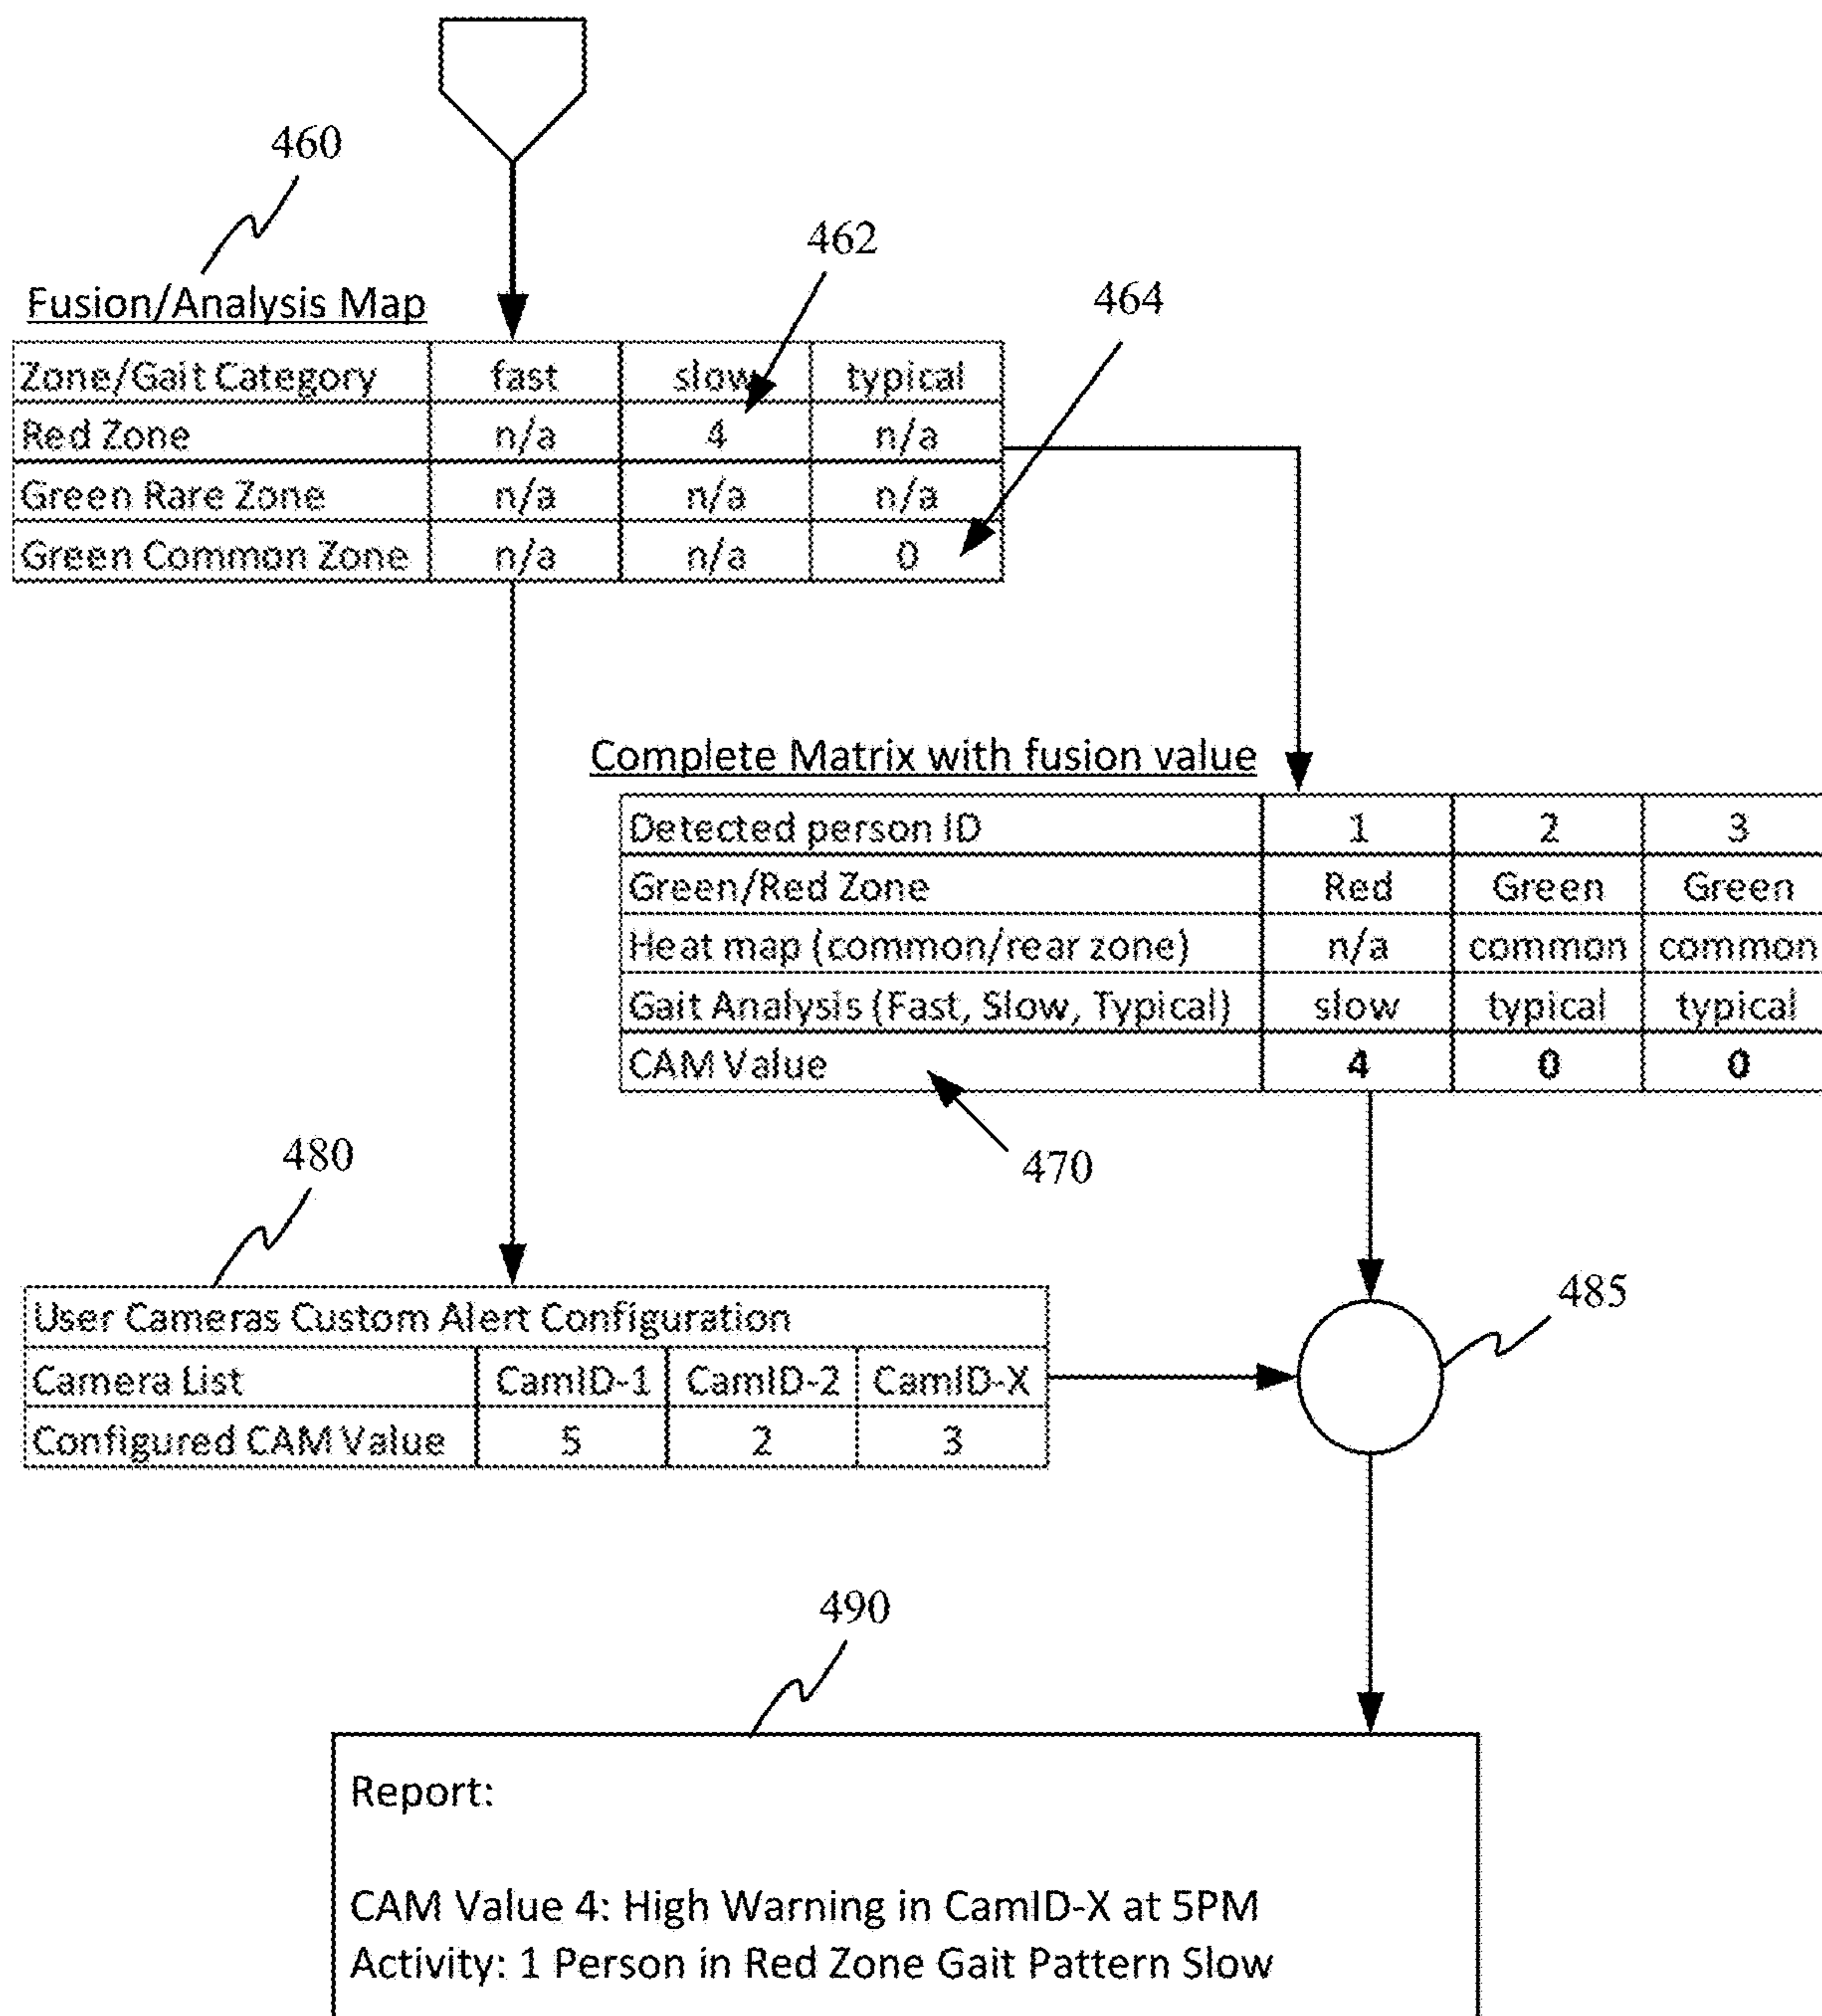 460
462
464
Fusion/Analysis Map
Zone/Gait Category fast slow typical
Red Zone n/a 4 n/a
Green Rare Zone n/a n/a n/a
Green Common Zone n/a n/a 0
Complete Matrix with fusion value
Detected person ID 1 2 3
Green/Red Zone Red Green Green
Heat map (common/rear zone) n/a common common
Gait Analysis (Fast, Slow, Typical) slow typical typical
CAM Value 4 0 0
470
480
485
User Cameras Custom Alert Configuration
Camera List CamID-1 CamID-2 CamID-X
Configured CAM Value 5 2 3
490
Report:
CAM Value 4: High Warning in CamID-X at 5PM
Activity: 1 Person in Red Zone Gait Pattern Slow